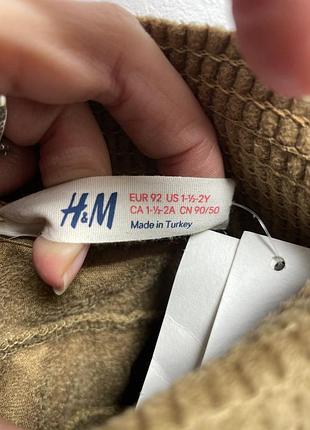 H&M
EUR 92 US 1-½-2Y
CA 1-½-2A CN 90/50
Made in Turkey